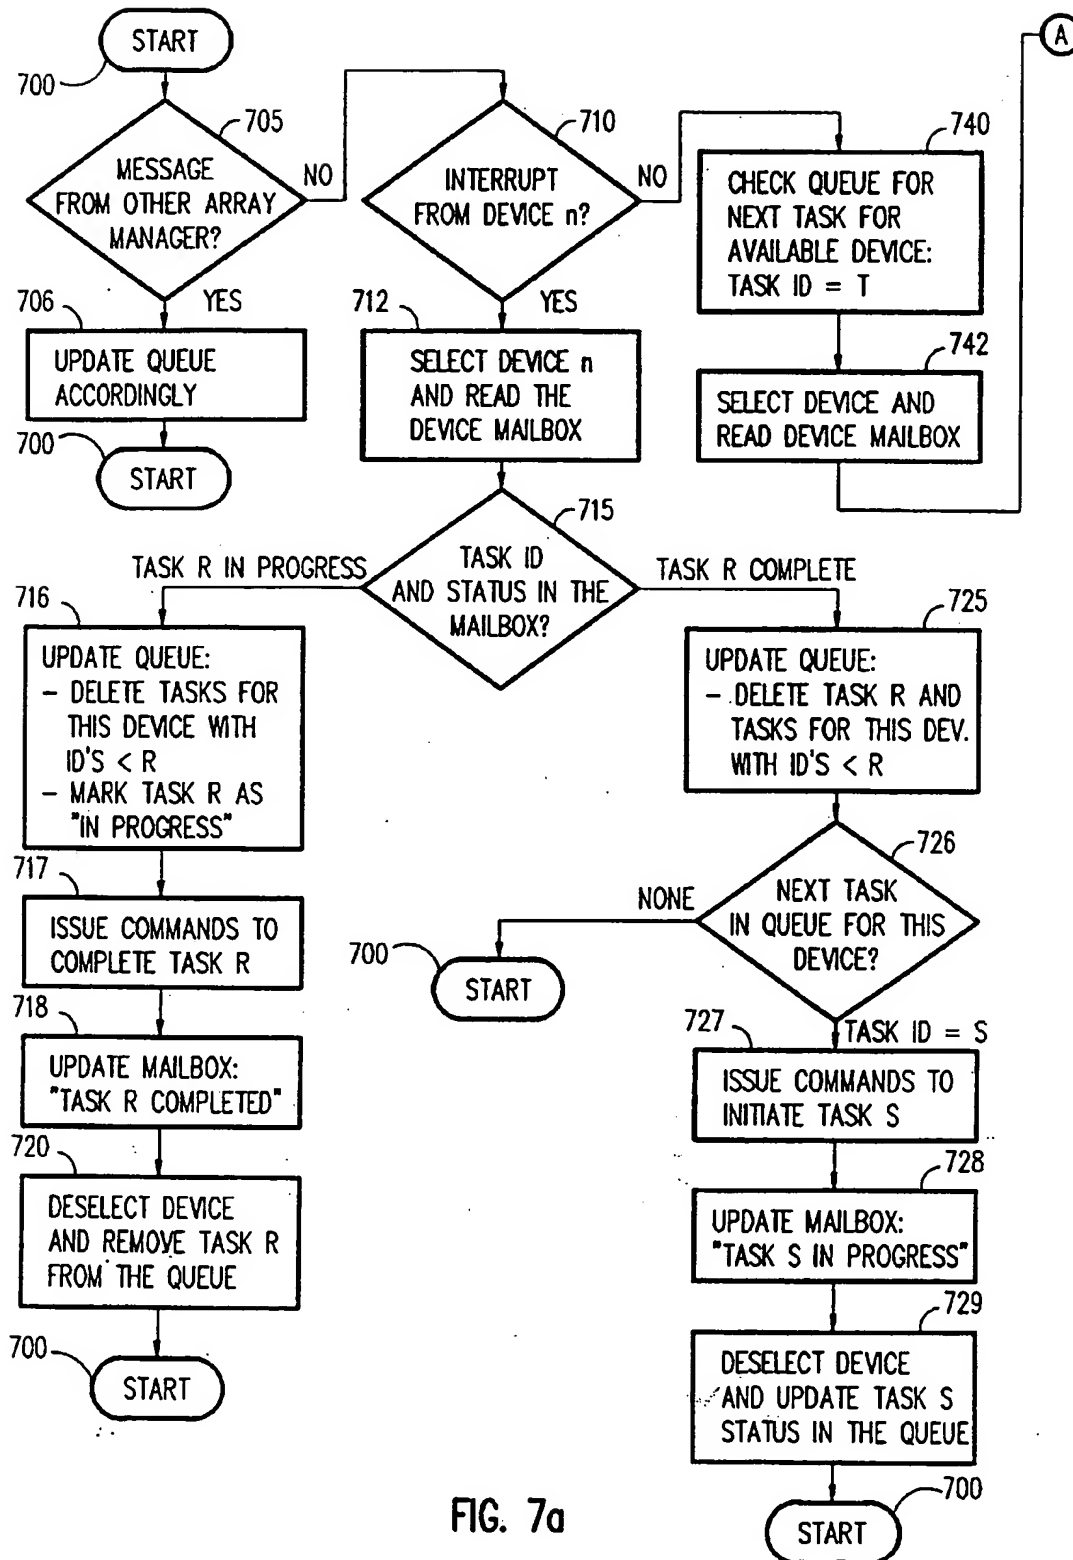 START
A
700
705
710
740
MESSAGE
FROM OTHER ARRAY
MANAGER?
NO
INTERRUPT
FROM DEVICE n?
NO
CHECK QUEUE FOR
NEXT TASK FOR
AVAILABLE DEVICE:
TASK ID = T
YES
YES
706
UPDATE QUEUE
ACCORDINGLY
712
SELECT DEVICE n
AND READ THE
DEVICE MAILBOX
742
SELECT DEVICE AND
READ DEVICE MAILBOX
700
START
715
TASK ID
AND STATUS IN THE
MAILBOX?
TASK R IN PROGRESS
TASK R COMPLETE
716
UPDATE QUEUE:
- DELETE TASKS FOR
THIS DEVICE WITH
ID'S < R
- MARK TASK R AS
"IN PROGRESS"
725
UPDATE QUEUE:
- DELETE TASK R AND
TASKS FOR THIS DEV.
WITH ID'S < R
717
ISSUE COMMANDS TO
COMPLETE TASK R
726
NEXT TASK
IN QUEUE FOR THIS
DEVICE?
NONE
700
START
718
UPDATE MAILBOX:
"TASK R COMPLETED"
TASK ID = S
727
ISSUE COMMANDS TO
INITIATE TASK S
720
DESELECT DEVICE
AND REMOVE TASK R
FROM THE QUEUE
728
UPDATE MAILBOX:
"TASK S IN PROGRESS"
700
START
729
DESELECT DEVICE
AND UPDATE TASK S
STATUS IN THE QUEUE
700
START
FIG. 7a